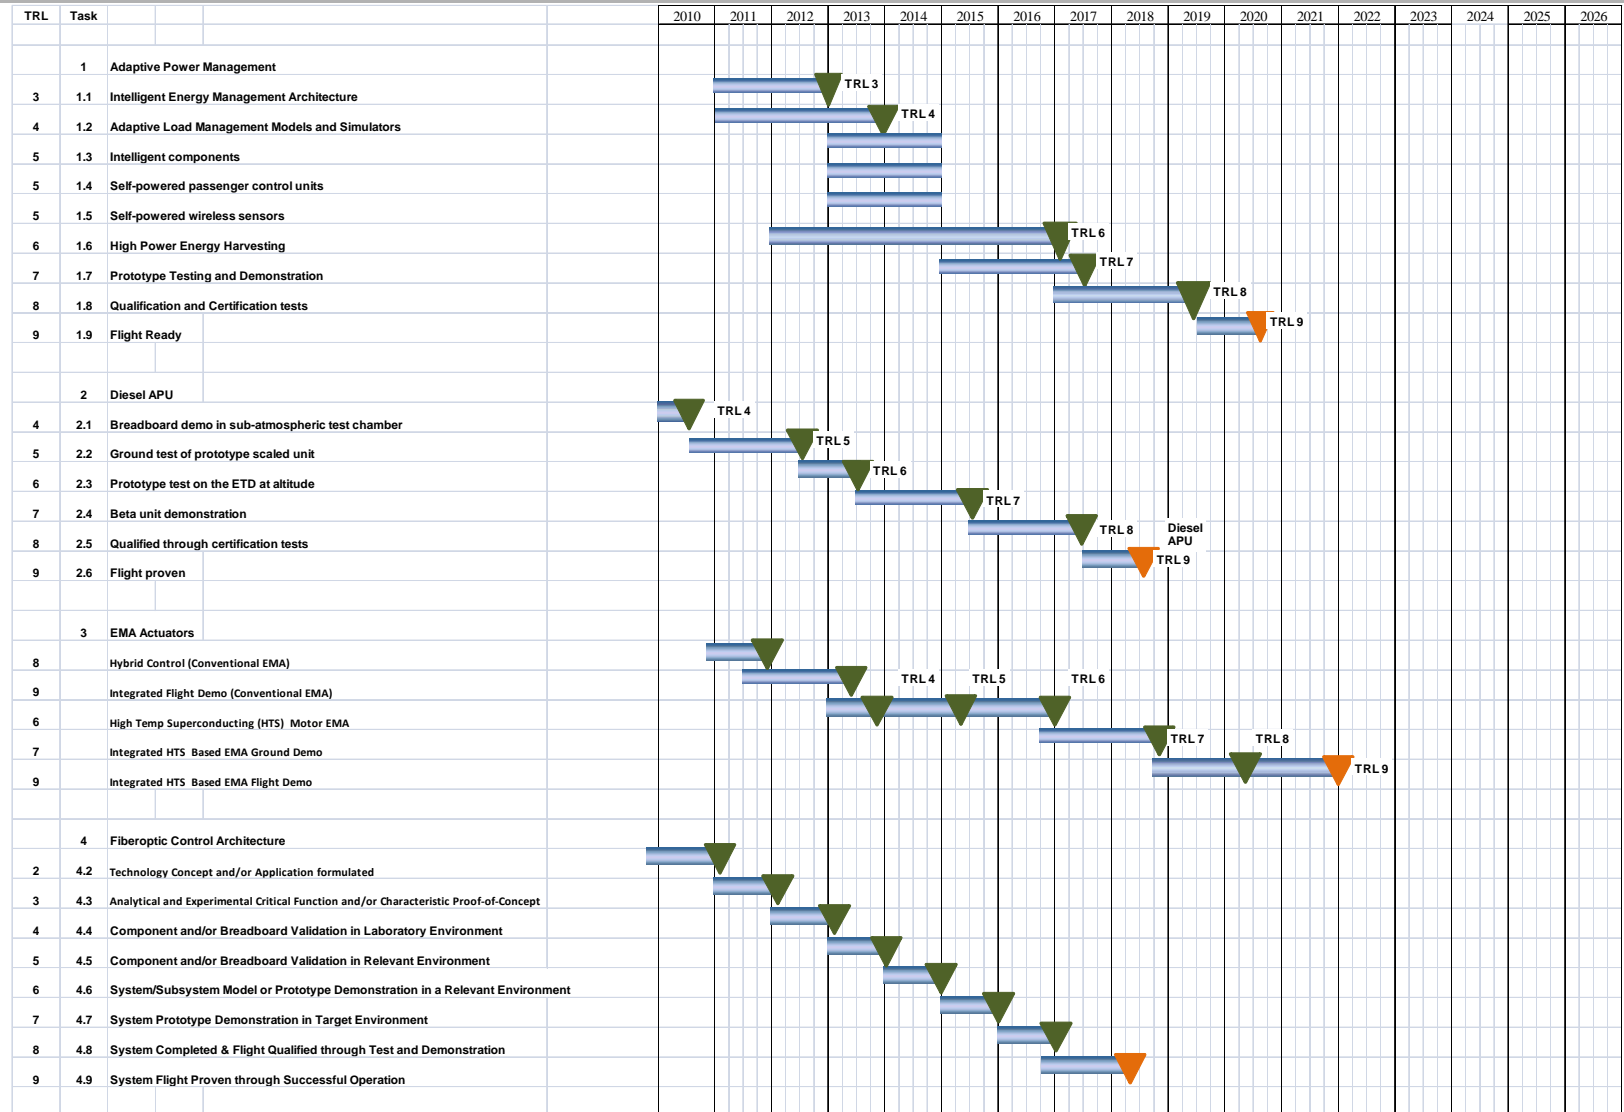 TRL Task 2010 2011 2012 2013 2014 2015 2016 2017 2018 2019 2020 2021 2022 2023 2024 2025 2026
1 Adaptive Power Management
TRL 3
3 1.1 Intelligent Energy Management Architecture
TRL 4
4 1.2 Adaptive Load Management Models and Simulators
5 1.3 Intelligent components
5 1.4 Self-powered passenger control units
5 1.5 Self-powered wireless sensors
TRL 6
6 1.6 High Power Energy Harvesting
TRL 7
7 1.7 Prototype Testing and Demonstration
TRL 8
8 1.8 Qualification and Certification tests
TRL 9
9 1.9 Flight Ready
2 Diesel APU
TRL 4
4 2.1 Breadboard demo in sub-atmospheric test chamber
TRL 5
5 2.2 Ground test of prototype scaled unit
TRL 6
6 2.3 Prototype test on the ETD at altitude
TRL 7
7 2.4 Beta unit demonstration
TRL 8
Diesel
APU
8 2.5 Qualified through certification tests
TRL 9
9 2.6 Flight proven
3 EMA Actuators
8 Hybrid Control (Conventional EMA)
TRL 4 TRL 5 TRL 6
9 Integrated Flight Demo (Conventional EMA)
6 High Temp Superconducting (HTS) Motor EMA
TRL 7 TRL 8
7 Integrated HTS Based EMA Ground Demo
TRL 9
9 Integrated HTS Based EMA Flight Demo
4 Fiberoptic Control Architecture
2 4.2 Technology Concept and/or Application formulated
3 4.3 Analytical and Experimental Critical Function and/or Characteristic Proof-of-Concept
4 4.4 Component and/or Breadboard Validation in Laboratory Environment
5 4.5 Component and/or Breadboard Validation in Relevant Environment
6 4.6 System/Subsystem Model or Prototype Demonstration in a Relevant Environment
7 4.7 System Prototype Demonstration in Target Environment
8 4.8 System Completed & Flight Qualified through Test and Demonstration
9 4.9 System Flight Proven through Successful Operation